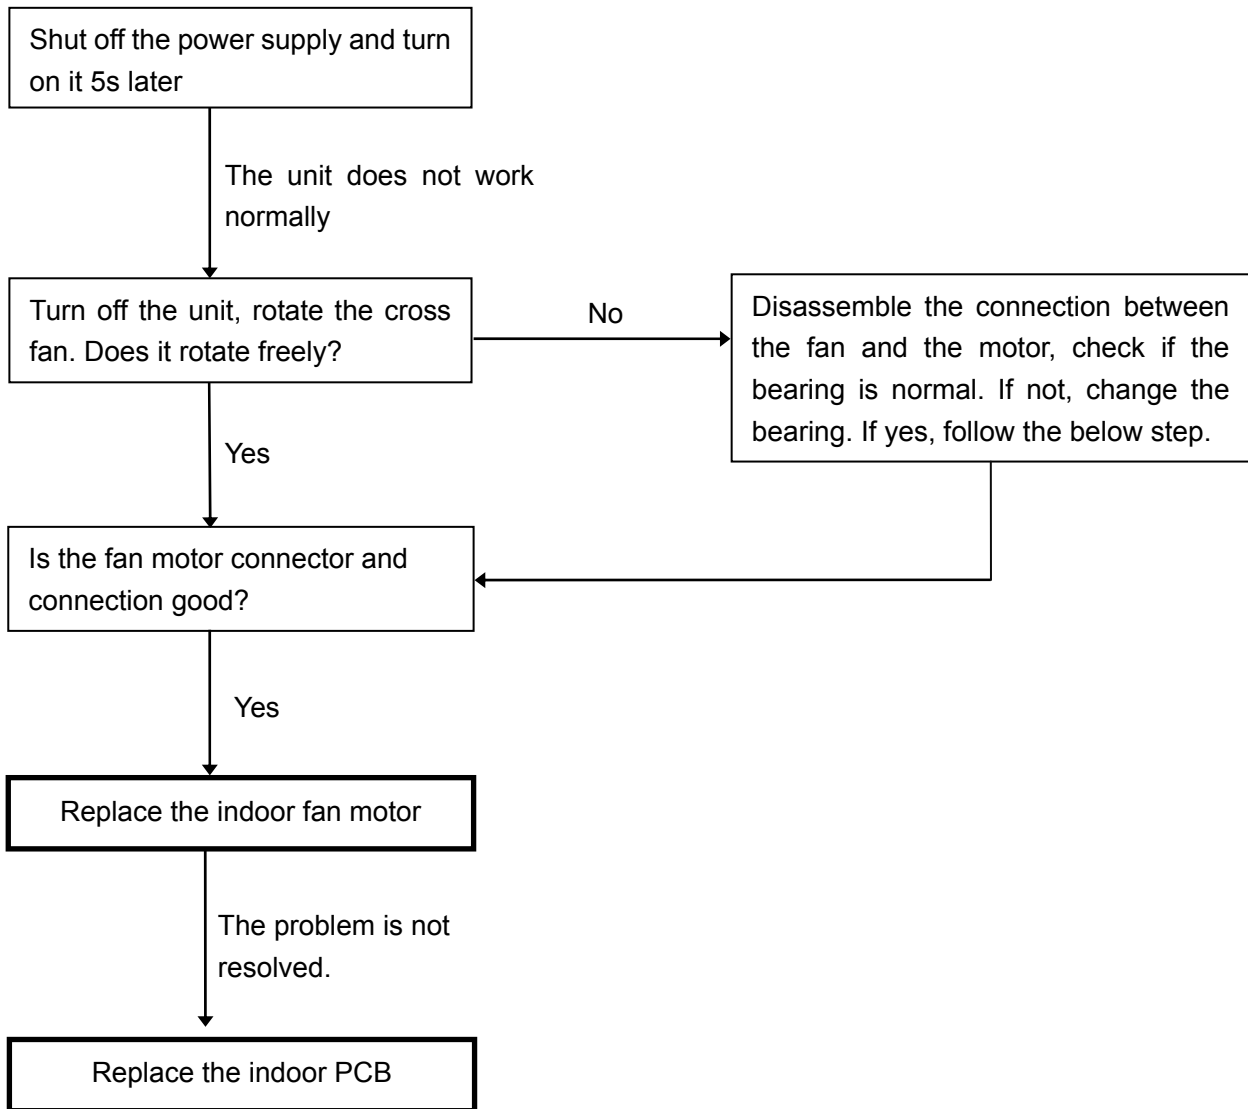 Shut off the power supply and turn
on it 5s later
The unit does not work
normally
Turn off the unit, rotate the cross
fan. Does it rotate freely?
No
Disassemble the connection between
the fan and the motor, check if the
bearing is normal. If not, change the
bearing. If yes, follow the below step.
Yes
Is the fan motor connector and
connection good?
Yes
Replace the indoor fan motor
The problem is not
resolved.
Replace the indoor PCB